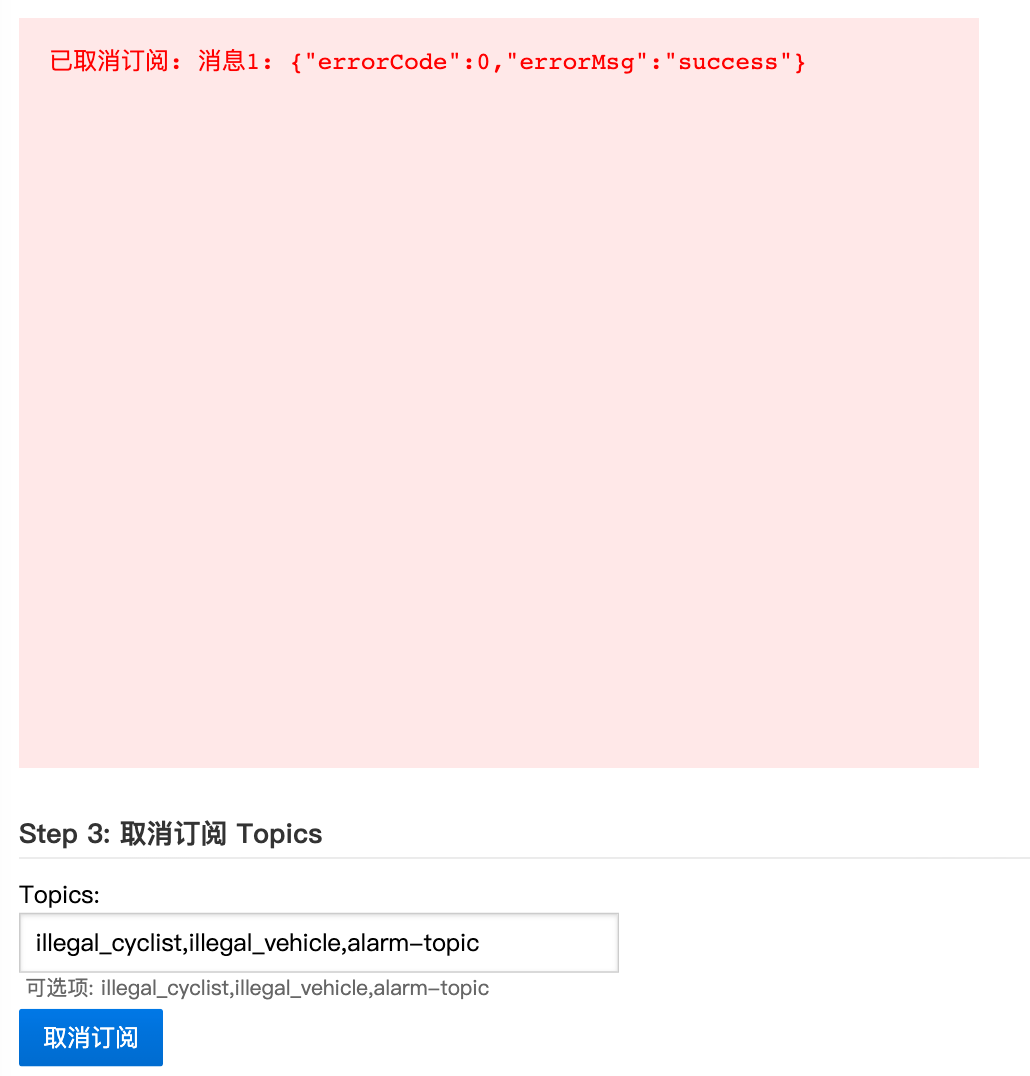 已取消订阅: 消息1: {"errorCode":0,"errorMsg":"success"}
Step 3: 取消订阅 Topics
Topics:
illegal_cyclist,illegal_vehicle,alarm-topic
可选项: illegal_cyclist,illegal_vehicle,alarm-topic
取消订阅